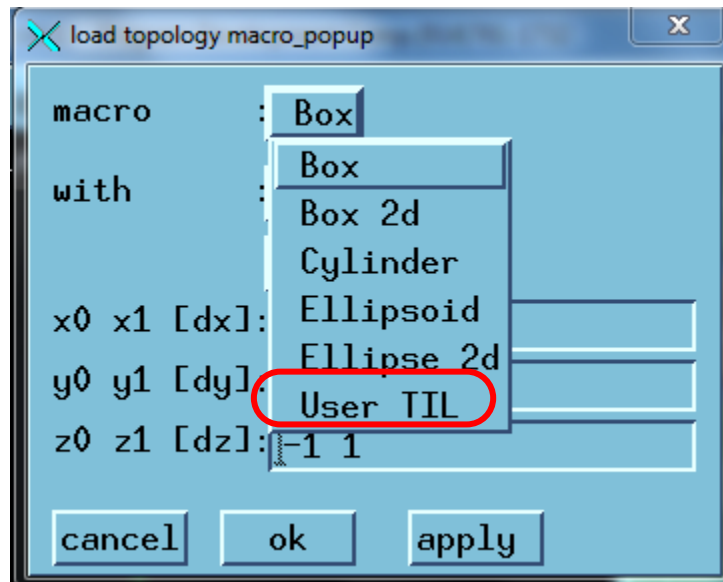 load topology macro_popup
x
macro : Box
Box
with :
Box 2d
Cylinder
x0 x1 [dx]:
Ellipsoid
Ellipse 2d
y0 y1 [dy]:
User TIL
z0 z1 [dz]: -1 1
cancel ok apply